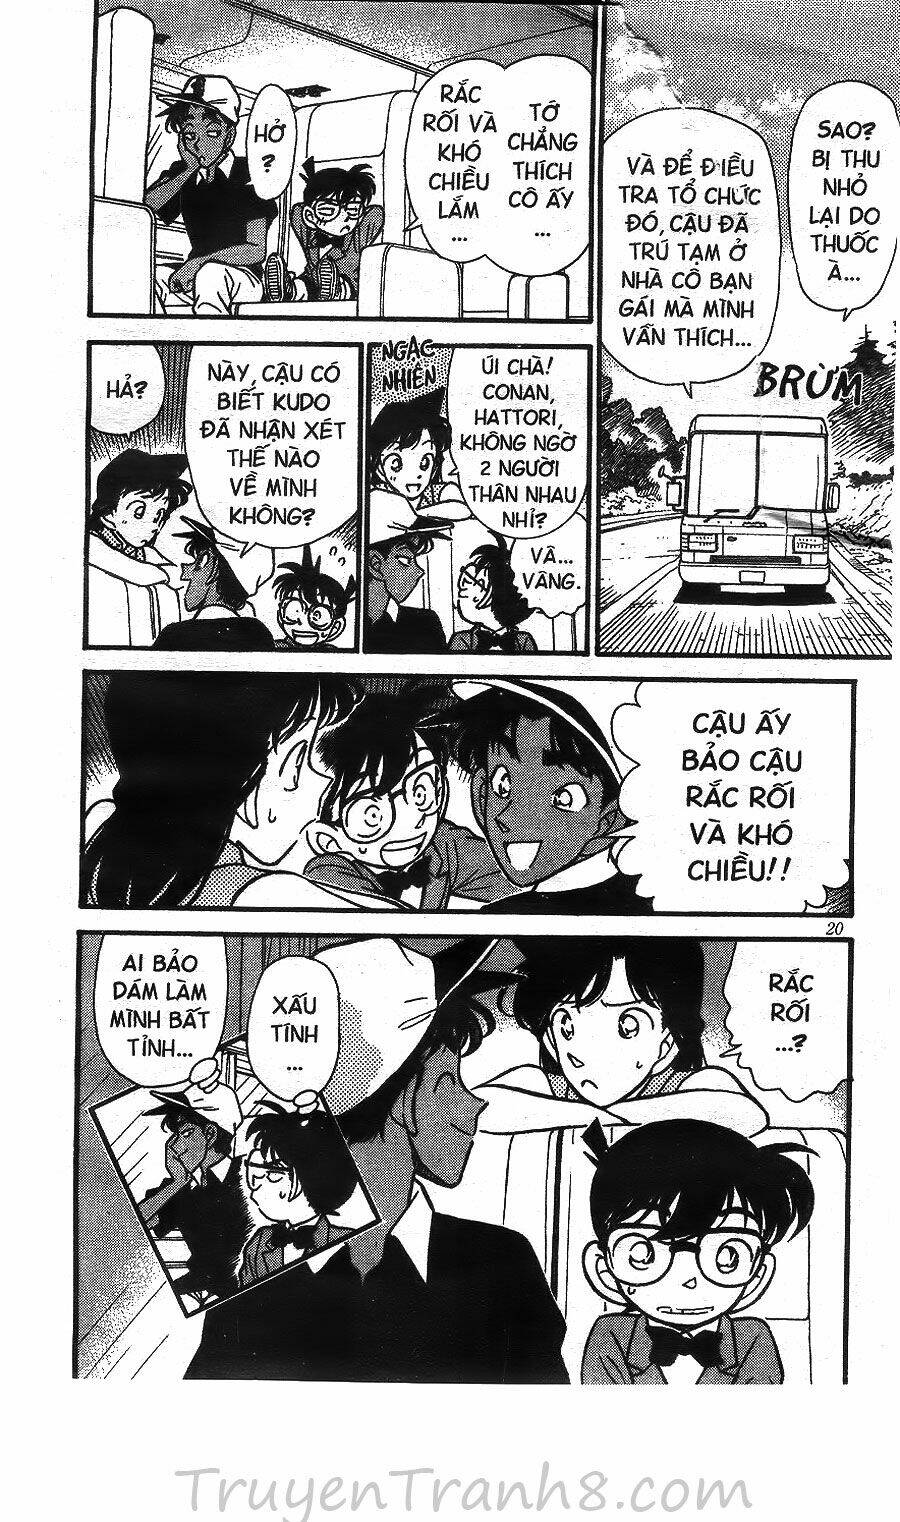 SAO?
BỊ THU
NHỎ
LẠI DO
THUỐC
À...
VÀ ĐỂ ĐIỀU
TRA TỔ CHỨC
ĐÓ, CẬU ĐÃ
TRÚ TẠM Ở
NHÀ CÔ BẠN
GÁI MÀ MÌNH
VẪN THÍCH...
BRỪM
TỚ
CHẲNG
THÍCH
CÔ ẤY
...
RẮC
RỐI VÀ
KHÓ
CHIỀU
LẮM
...
HỞ
?
NGẠC
NHIÊN
ÚI CHÀ!
CONAN,
HATTORI,
KHÔNG NGỜ
2 NGƯỜI
THÂN NHAU
NHÍ?
VÂ...
VÂNG.
NÀY, CẬU CÓ
BIẾT KUDO
ĐÃ NHẬN XÉT
THẾ NÀO
VỀ MÌNH
KHÔNG?
HẢ?
CẬU ẤY
BẢO CẬU
RẮC RỐI
VÀ KHÓ
CHIỀU!!
20
RẮC
RỐI
...?
XẤU
TÍNH
...
AI BẢO
DÁM LÀM
MÌNH BẤT
TỈNH...
TruyenTranh8.com